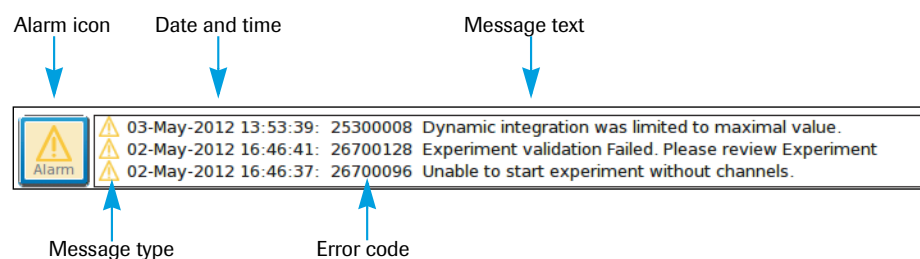 Alarm icon Date and time Message text
03-May-2012 13:53:39: 25300008 Dynamic integration was limited to maximal value.
02-May-2012 16:46:41: 26700128 Experiment validation Failed. Please review Experiment
Alarm 02-May-2012 16:46:37: 26700096 Unable to start experiment without channels.
Message type Error code